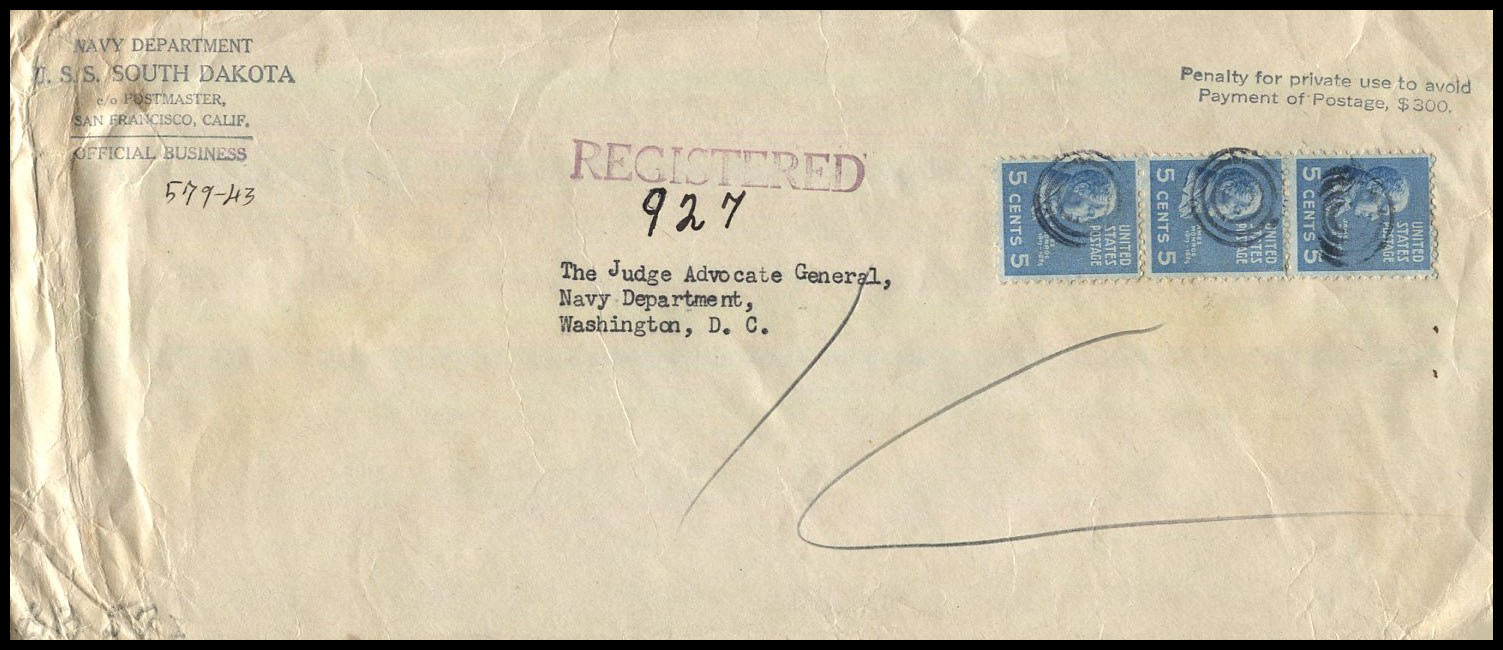 NAVY DEPARTMENT
U. S. S. SOUTH DAKOTA
c/o POSTMASTER,
SAN FRANCISCO, CALIF.
OFFICIAL BUSINESS
579-43
Penalty for private use to avoid
Payment of Postage, $300.
REGISTERED
927
The Judge Advocate General,
Navy Department,
Washington, D. C.
5 CENTS 5
UNITED
STATES
POSTAGE
5 CENTS 5
UNITED
STATES
POSTAGE
5 CENTS 5
UNITED
STATES
POSTAGE